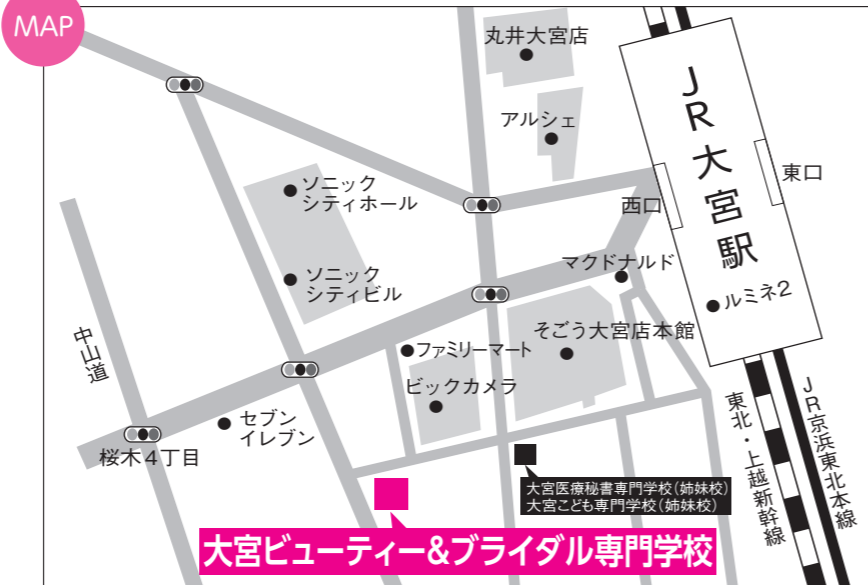 MAP
丸井大宮店
アルシェ
JR大宮駅
東口
西口
ソニック
シティホール
ソニック
シティビル
マクドナルド
ルミネ2
中山道
そごう大宮店本館
ファミリーマート
ビックカメラ
セブン
イレブン
桜木4丁目
東北・上越新幹線
JR京浜東北本線
大宮医療秘書専門学校(姉妹校)
大宮こども専門学校(姉妹校)
大宮ビューティー&ブライダル専門学校